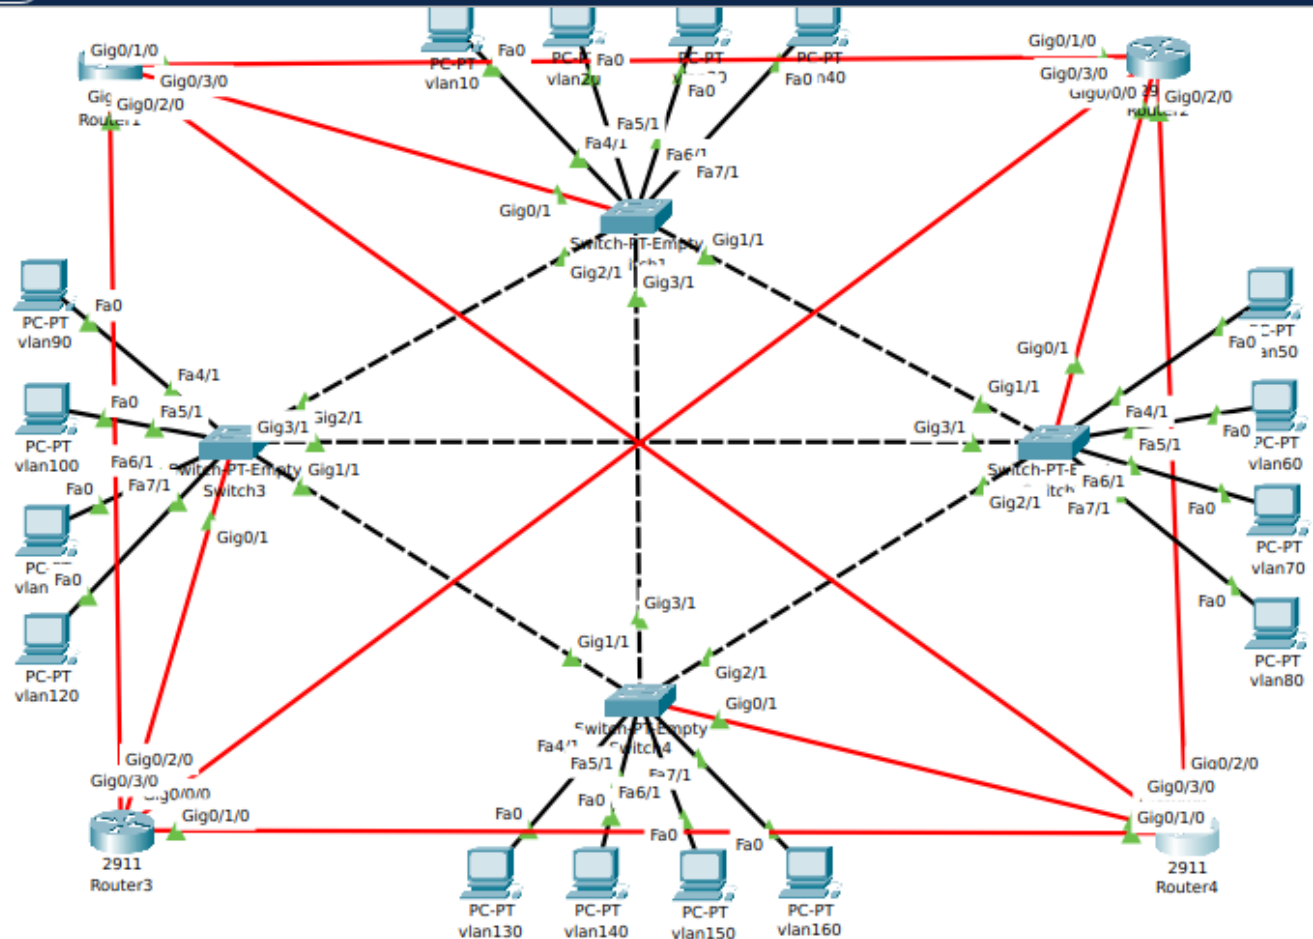 Gig0/1/0
Gig0/3/0
Gig0/2/0
PC-PT
vlan10
Fa0
Fa0
Fa0
Fa0
Gig0/1/0
Gig0/3/0
Gig0/2/0
Fa5/1
Fa4/1
Fa7/1
Gig0/1
Switch-PT-Empty
Gig1/1
Gig2/1
Gig3/1
PC-PT
vlan90
Fa0
Fa4/1
Fa0
Fa5/1
PC-PT
vlan100
Gig3/1
Gig2/1
Fa6/1
Fa7/1
Switch3
Gig1/1
Fa0
Gig0/1
Fa0
PC-PT
vlan120
Gig0/1
Gig1/1
Gig3/1
Fa0
Fa4/1
Fa5/1
Fa0
PC-PT
vlan60
Fa6/1
Fa7/1
Gig2/1
Fa0
PC-PT
vlan70
Fa0
PC-PT
vlan80
Gig3/1
Gig1/1
Gig2/1
Gig0/1
Switch-PT-Empty
Switch4
Fa5/1
Fa6/1
Fa7/1
Fa0
Fa0
Fa0
Fa0
PC-PT
vlan130
PC-PT
vlan140
PC-PT
vlan150
PC-PT
vlan160
Gig0/2/0
Gig0/3/0
Gig0/1/0
2911
Router3
Gig0/2/0
Gig0/3/0
Gig0/1/0
2911
Router4